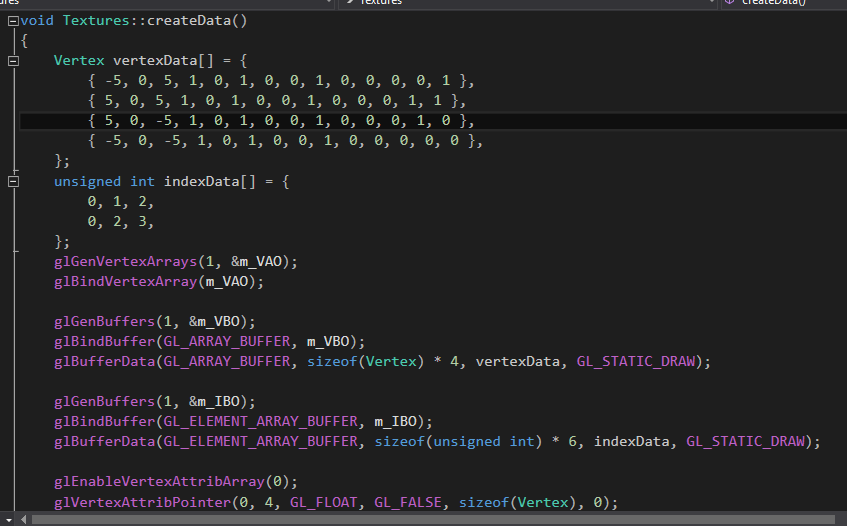 ures
Textures
createData()
void Textures::createData()
{
    Vertex vertexData[] = {
        { -5, 0, 5, 1, 0, 1, 0, 0, 1, 0, 0, 0, 0, 1 },
        { 5, 0, 5, 1, 0, 1, 0, 0, 1, 0, 0, 0, 1, 1 },
        { 5, 0, -5, 1, 0, 1, 0, 0, 1, 0, 0, 0, 1, 0 },
        { -5, 0, -5, 1, 0, 1, 0, 0, 1, 0, 0, 0, 0, 0 },
    };
    unsigned int indexData[] = {
        0, 1, 2,
        0, 2, 3,
    };
    glGenVertexArrays(1, &m_VAO);
    glBindVertexArray(m_VAO);
    glGenBuffers(1, &m_VBO);
    glBindBuffer(GL_ARRAY_BUFFER, m_VBO);
    glBufferData(GL_ARRAY_BUFFER, sizeof(Vertex) * 4, vertexData, GL_STATIC_DRAW);
    glGenBuffers(1, &m_IBO);
    glBindBuffer(GL_ELEMENT_ARRAY_BUFFER, m_IBO);
    glBufferData(GL_ELEMENT_ARRAY_BUFFER, sizeof(unsigned int) * 6, indexData, GL_STATIC_DRAW);
    glEnableVertexAttribArray(0);
    glVertexAttribPointer(0, 4, GL_FLOAT, GL_FALSE, sizeof(Vertex), 0);